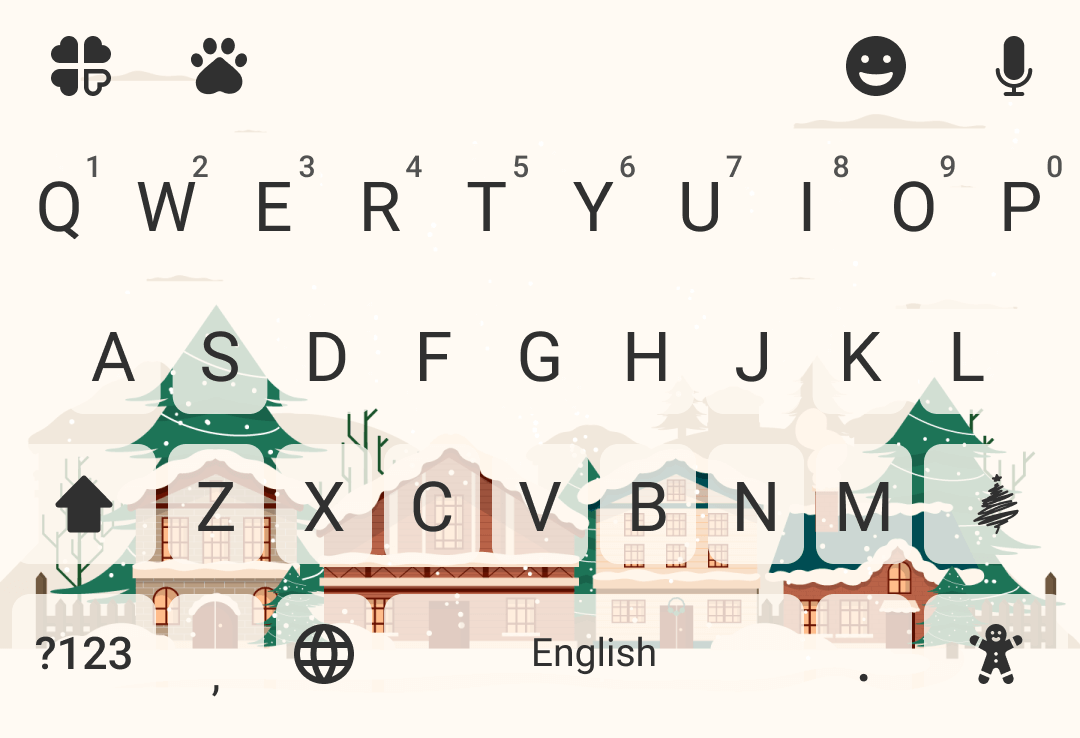 1 2 3 4 5 6 7 8 9 0
Q W E R T Y U I O P
A S D F G H J K L
Z X C V B N M
?123 , English .